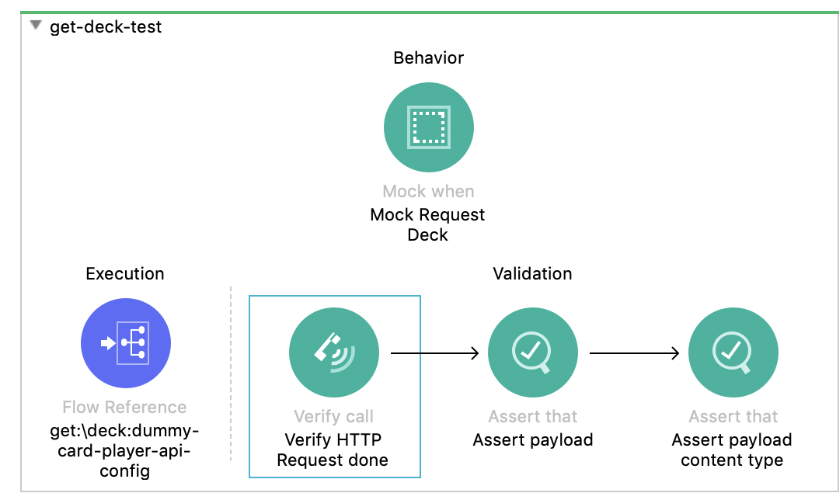 get-deck-test
Behavior
Mock when
Mock Request
Deck
Execution
Validation
Flow Reference
get:\deck:dummy-
card-player-api-
config
Verify call
Verify HTTP
Request done
Assert that
Assert payload
Assert that
Assert payload
content type